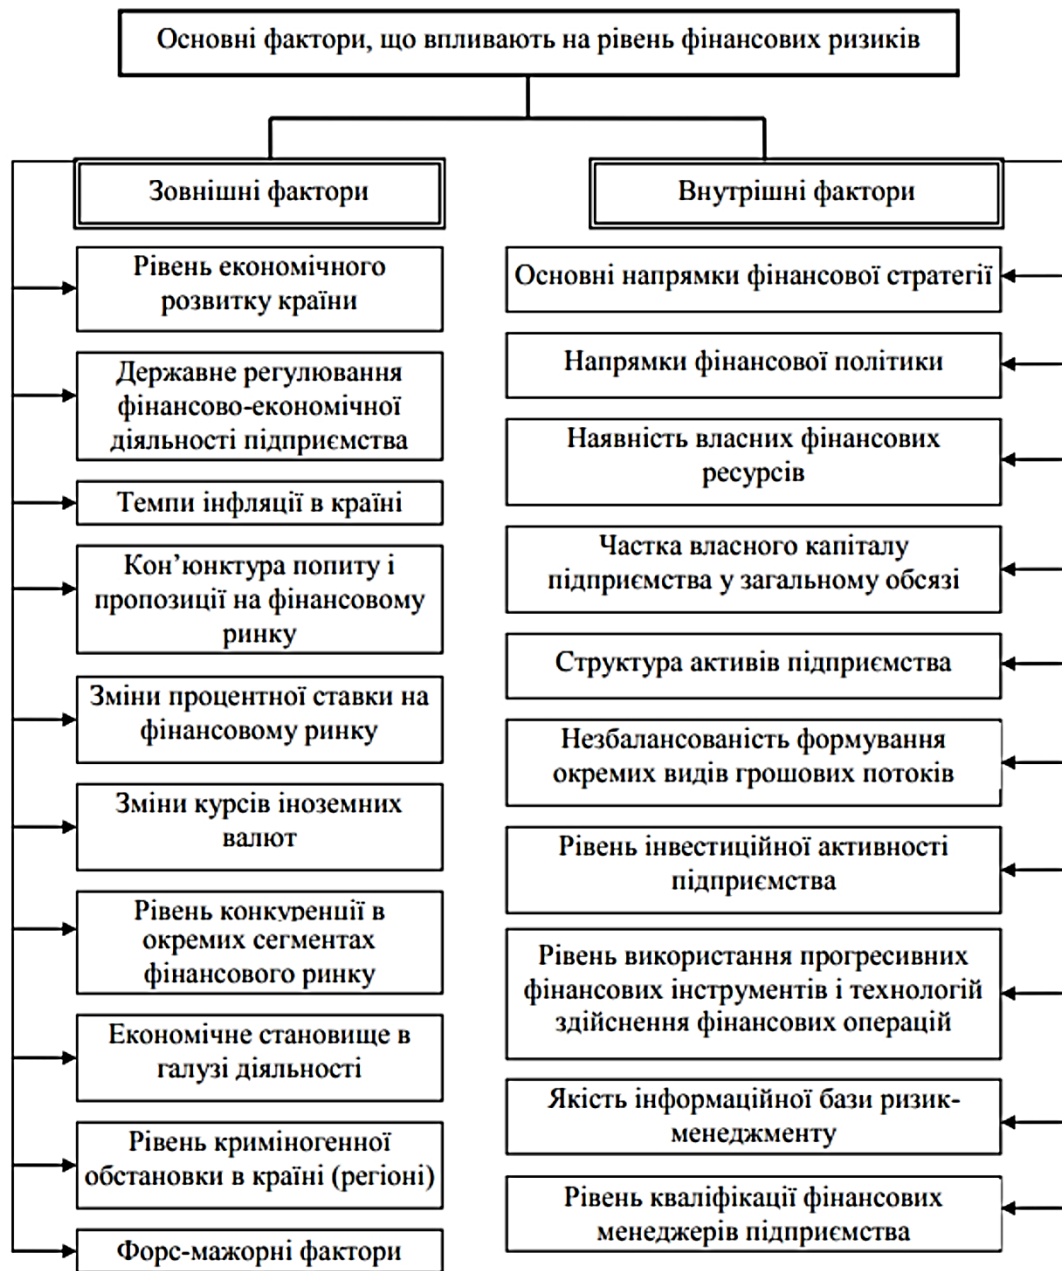 Основні фактори, що впливають на рівень фінансових ризиків
Зовнішні фактори
Рівень економічного
розвитку країни
Державне регулювання
фінансово-економічної
діяльності підприємства
Темпи інфляції в країні
Кон’юнктура попиту і
пропозиції на фінансовому
ринку
Зміни процентної ставки на
фінансовому ринку
Зміни курсів іноземних
валют
Рівень конкуренції в
окремих сегментах
фінансового ринку
Економічне становище в
галузі діяльності
Рівень криміногенної
обстановки в країні (регіоні)
Форс-мажорні фактори
Внутрішні фактори
Основні напрямки фінансової стратегії
Напрямки фінансової політики
Наявність власних фінансових
ресурсів
Частка власного капіталу
підприємства у загальному обсязі
Структура активів підприємства
Незбалансованість формування
окремих видів грошових потоків
Рівень інвестиційної активності
підприємства
Рівень використання прогресивних
фінансових інструментів і технологій
здійснення фінансових операцій
Якість інформаційної бази ризик-
менеджменту
Рівень кваліфікації фінансових
менеджерів підприємства